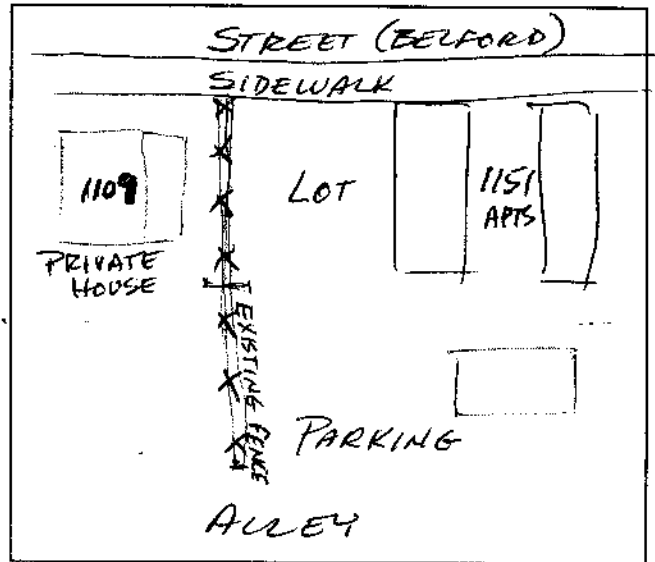 STREET (BELFORD)
SIDEWALK
1109
LOT
1151
APTS
PRIVATE
HOUSE
EXISTING FENCE
PARKING
ALLEY